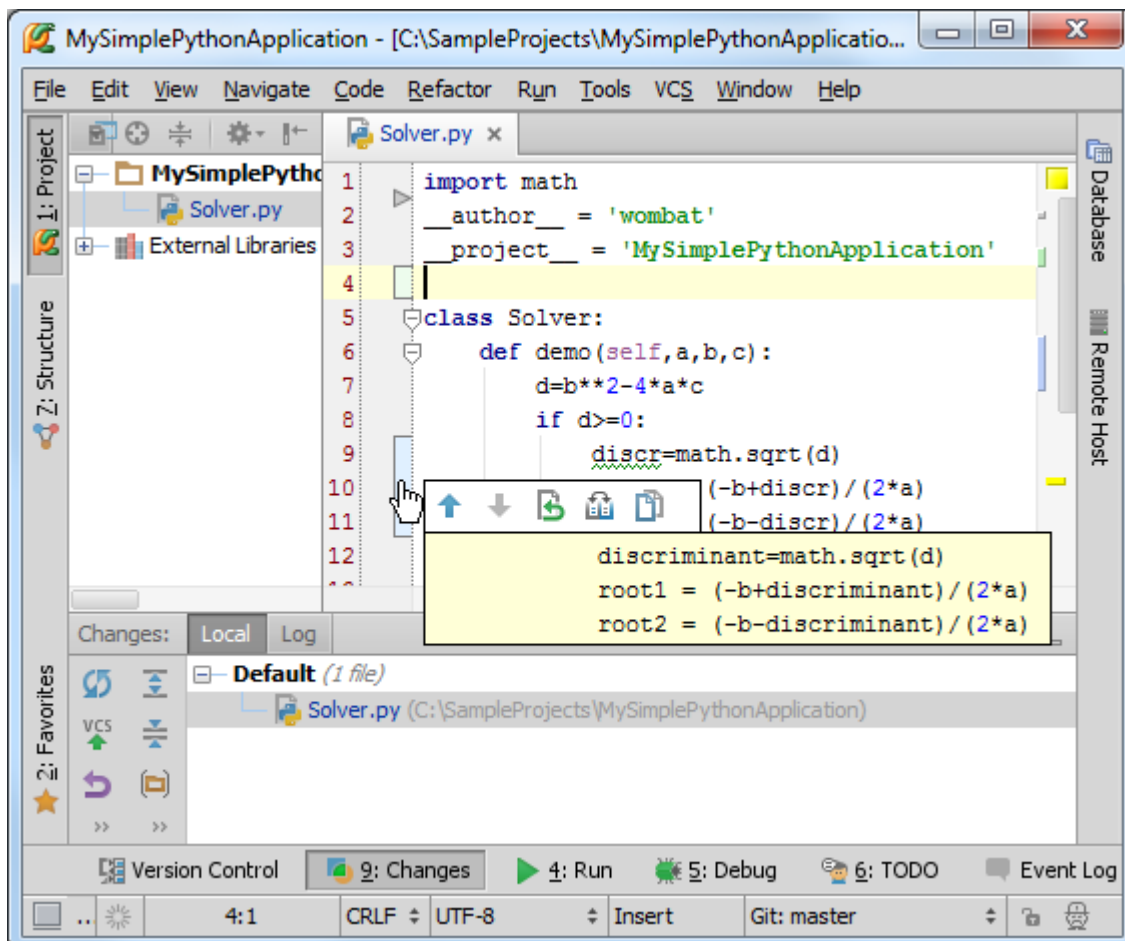 MySimplePythonApplication - [C:\SampleProjects\MySimplePythonApplicatio...
File Edit View Navigate Code Refactor Run Tools VCS Window Help
1: Project
7: Structure
2: Favorites
MySimplePytho
Solver.py
External Libraries
Solver.py
1 import math
2 __author__ = 'wombat'
3 __project__ = 'MySimplePythonApplication'
4
5 class Solver:
6 def demo(self,a,b,c):
7 d=b**2-4*a*c
8 if d>=0:
9 discr=math.sqrt(d)
10 (-b+discr)/(2*a)
11 (-b-discr)/(2*a)
12
discriminant=math.sqrt(d)
root1 = (-b+discriminant)/(2*a)
root2 = (-b-discriminant)/(2*a)
Database
Remote Host
Changes: Local Log
VCS
Default (1 file)
Solver.py (C:\SampleProjects\MySimplePythonApplication)
Version Control 9: Changes 4: Run 5: Debug 6: TODO Event Log
... 4:1 CRLF UTF-8 Insert Git: master